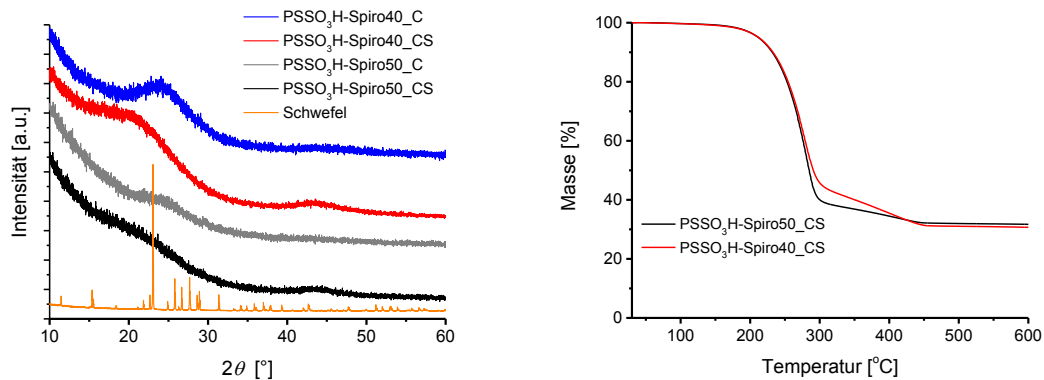 PSSO₃H-Spiro40_C
PSSO₃H-Spiro40_CS
PSSO₃H-Spiro50_C
PSSO₃H-Spiro50_CS
Schwefel
Intensität [a.u.]
10 20 30 40 50 60
2θ [°]
100
80
60
40
20
0
Masse [%]
PSSO₃H-Spiro50_CS
PSSO₃H-Spiro40_CS
100 200 300 400 500 600
Temperatur [°C]